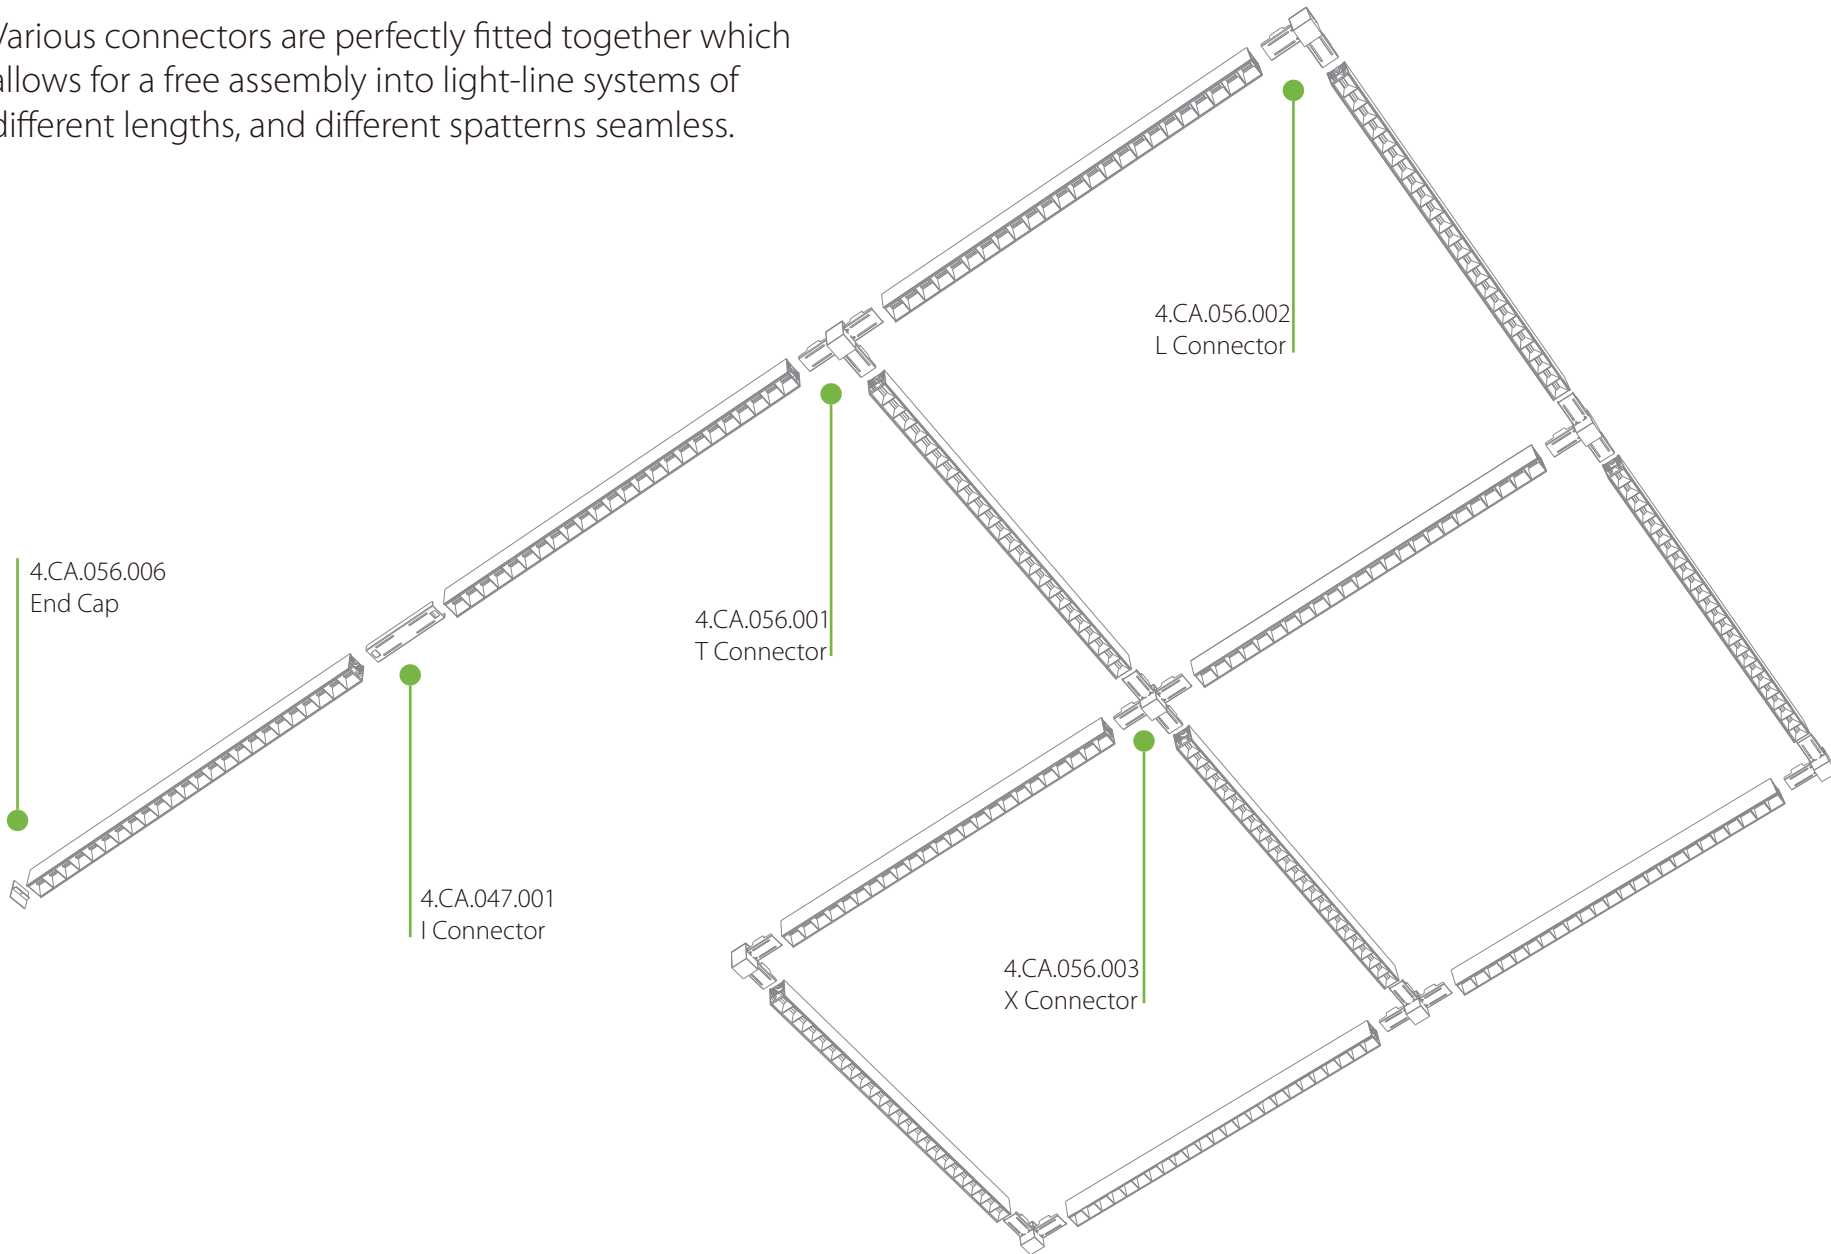 Various connectors are perfectly fitted together which
allows for a free assembly into light-line systems of
different lengths, and different spatterns seamless.
4.CA.056.002
L Connector
4.CA.056.006
End Cap
4.CA.056.001
T Connector
4.CA.047.001
I Connector
4.CA.056.003
X Connector